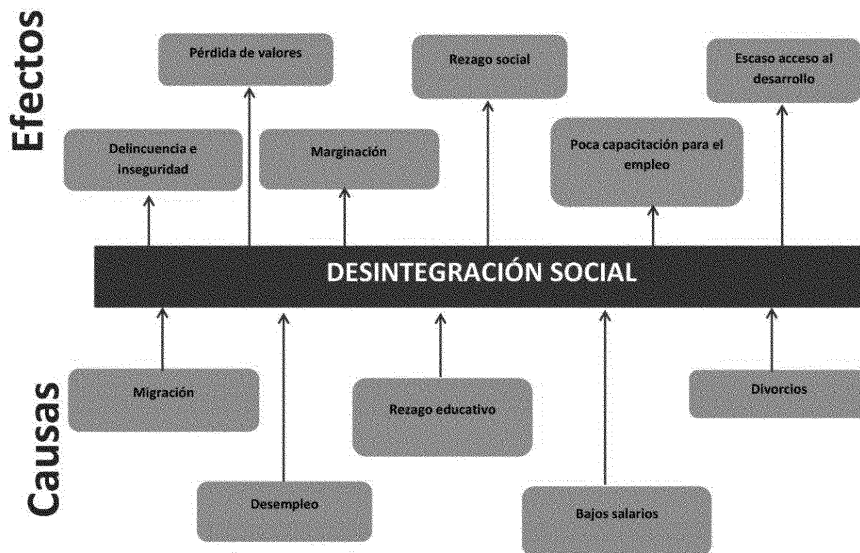 Efectos
Pérdida de valores
Rezago social
Escaso acceso al
desarrollo
Delincuencia e
inseguridad
Marginación
Poca capacitación para el
empleo
DESINTEGRACIÓN SOCIAL
Causas
Migración
Rezago educativo
Divorcios
Desempleo
Bajos salarios